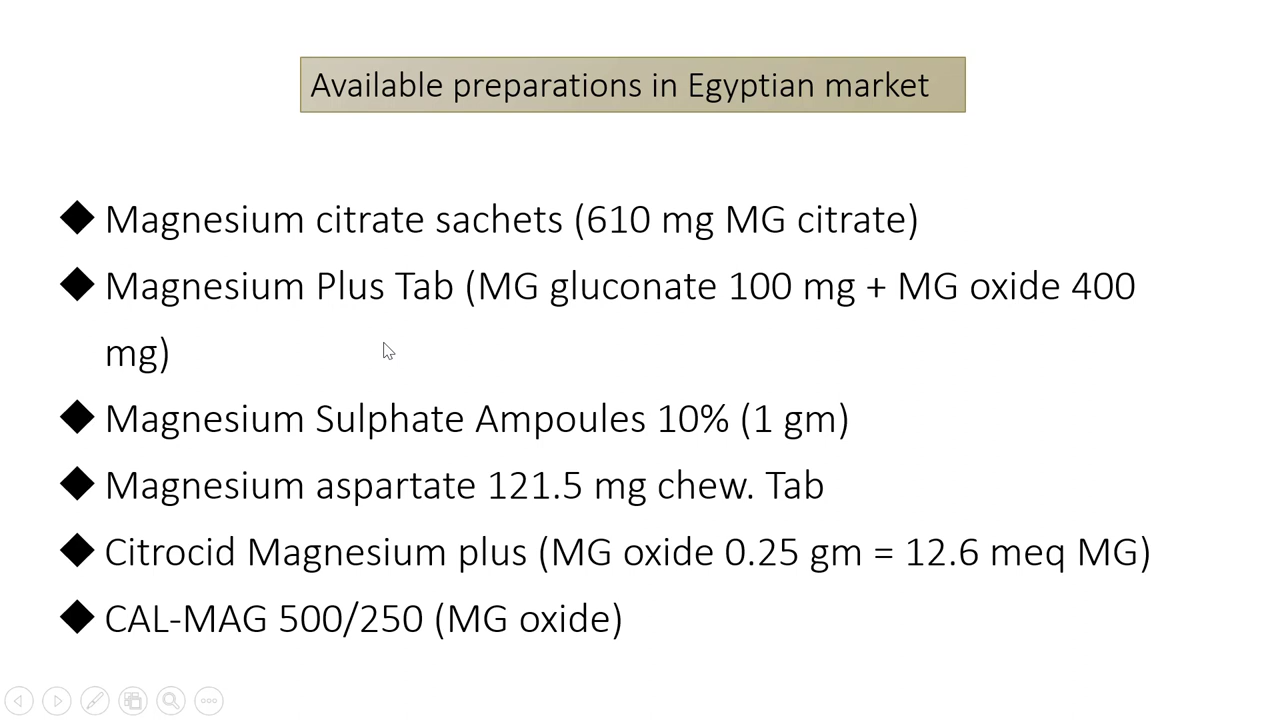 Available preparations in Egyptian market
◆ Magnesium citrate sachets (610 mg MG citrate)
◆ Magnesium Plus Tab (MG gluconate 100 mg + MG oxide 400
mg)
◆ Magnesium Sulphate Ampoules 10% (1 gm)
◆ Magnesium aspartate 121.5 mg chew. Tab
◆ Citrocid Magnesium plus (MG oxide 0.25 gm = 12.6 meq MG)
◆ CAL-MAG 500/250 (MG oxide)